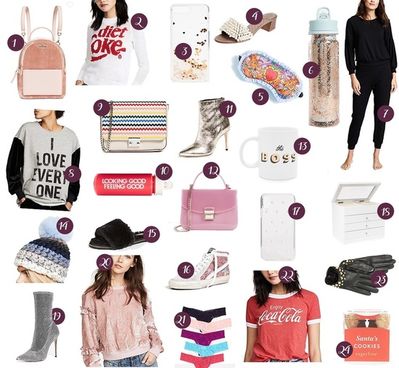 1
2
diet
Coke
3
4
5
6
7
8
I
LOVE
EVERY
ONE
9
10
LOOKING GOOD
FEELING GOOD
11
12
13
the
BOSS
14
15
16
17
18
19
20
21
22
Enjoy
Coca-Cola
23
24
Santa's
COOKIES